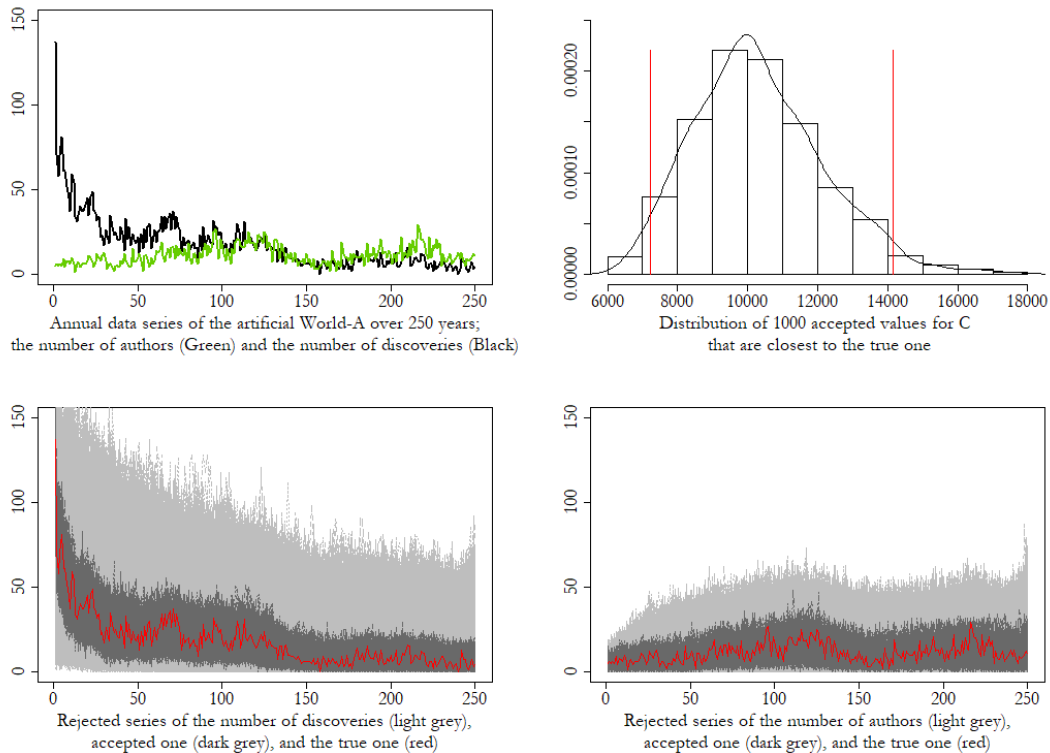 150
100
50
0
0 50 100 150 200 250
Annual data series of the artificial World-A over 250 years;
the number of authors (Green) and the number of discoveries (Black)
0.00020
0.00010
0.00000
6000 8000 10000 12000 14000 16000 18000
Distribution of 1000 accepted values for C
that are closest to the true one
150
100
50
0
0 50 100 150 200 250
Rejected series of the number of discoveries (light grey),
accepted one (dark grey), and the true one (red)
150
100
50
0
0 50 100 150 200 250
Rejected series of the number of authors (light grey),
accepted one (dark grey), and the true one (red)